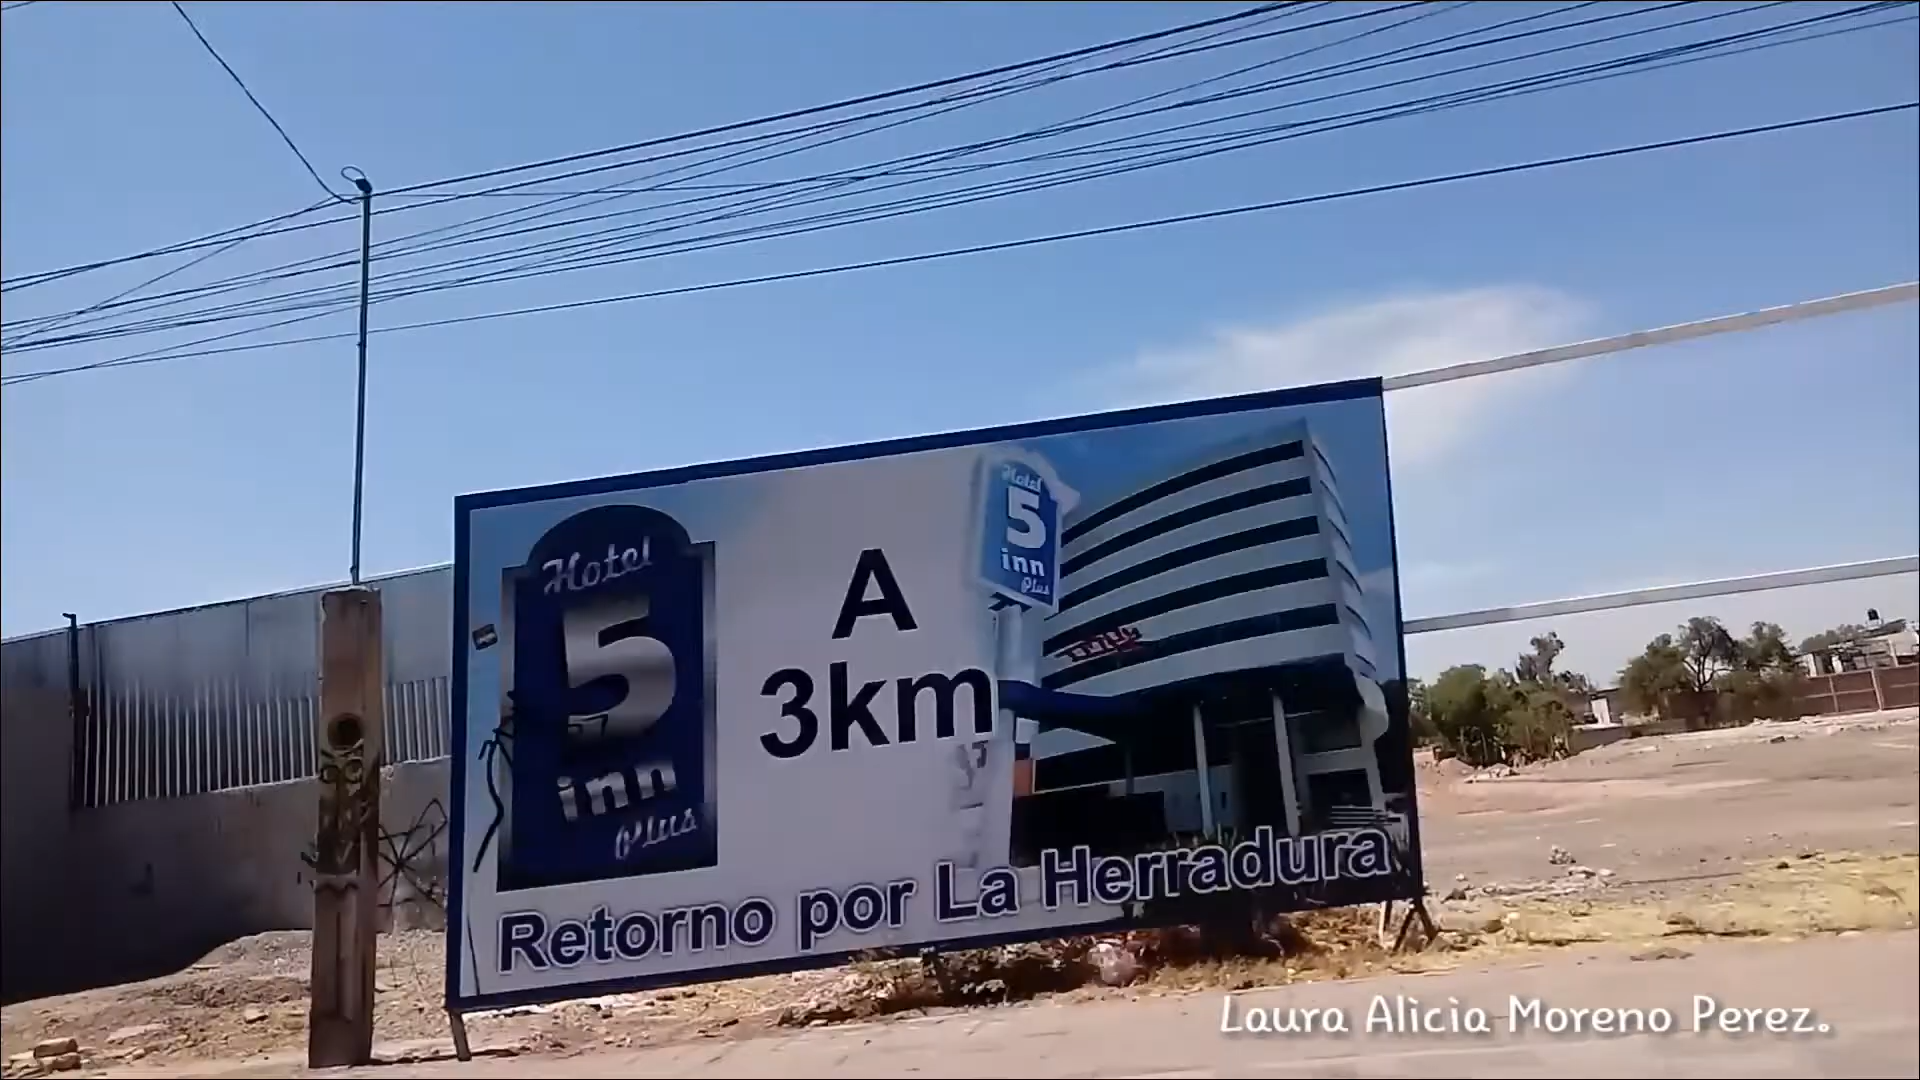 Hotel
5
inn
Plus
A
3km
Hotel
5
inn
Plus
Retorno por La Herradura
Laura Alicia Moreno Perez.